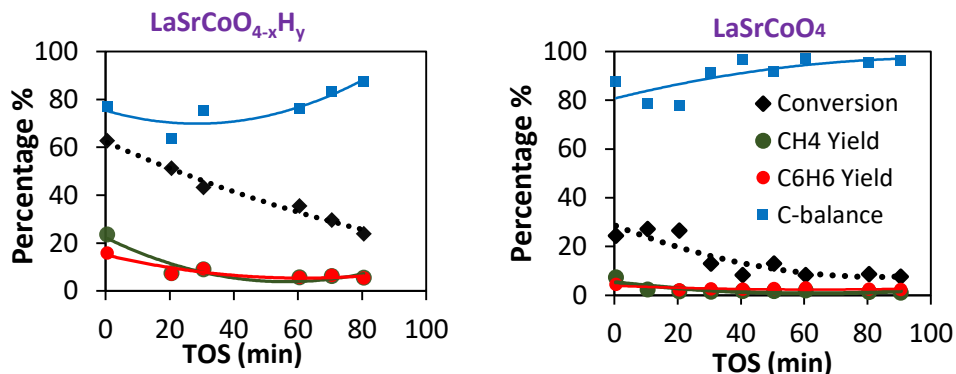 LaSrCoO4-xHy
Percentage %
100
80
60
40
20
0
0 20 40 60 80 100
TOS (min)
LaSrCoO4
Percentage %
100
80
60
40
20
0
Conversion
CH4 Yield
C6H6 Yield
C-balance
0 20 40 60 80 100
TOS (min)